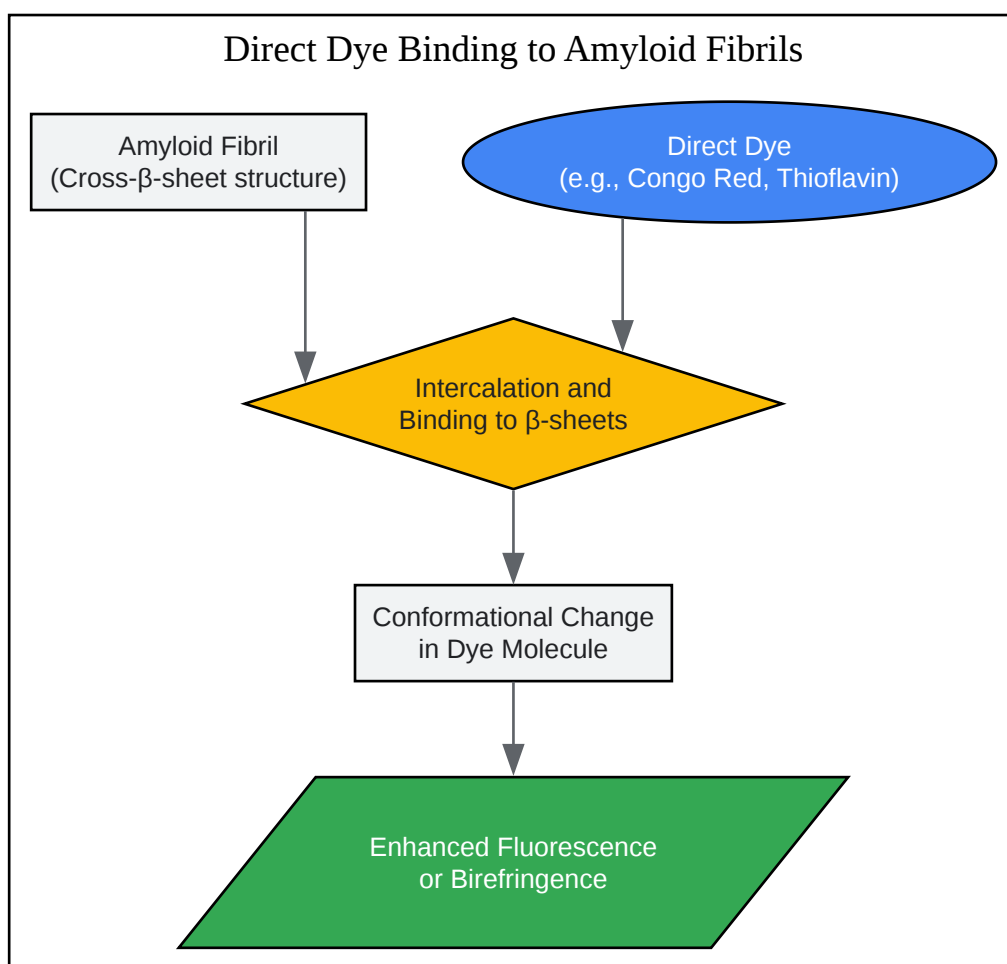 Direct Dye Binding to Amyloid Fibrils
Amyloid Fibril
(Cross-β-sheet structure)
Direct Dye
(e.g., Congo Red, Thioflavin)
Intercalation and
Binding to β-sheets
Conformational Change
in Dye Molecule
Enhanced Fluorescence
or Birefringence